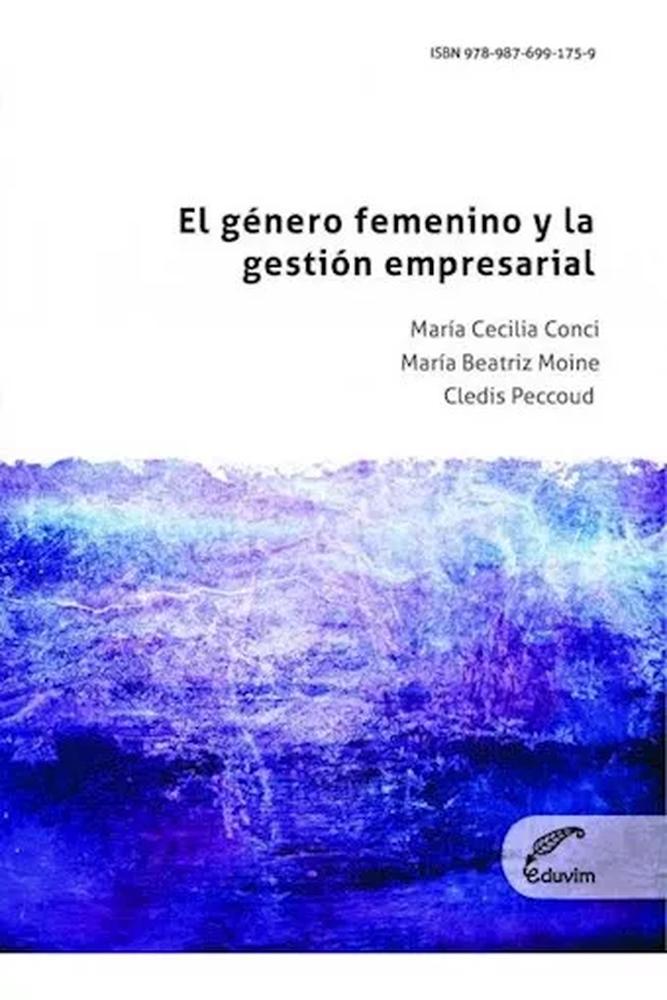 ISBN 978-987-699-175-9
El género femenino y la
gestión empresarial
María Cecilia Conci
María Beatriz Moine
Cledis Peccoud
eduvim